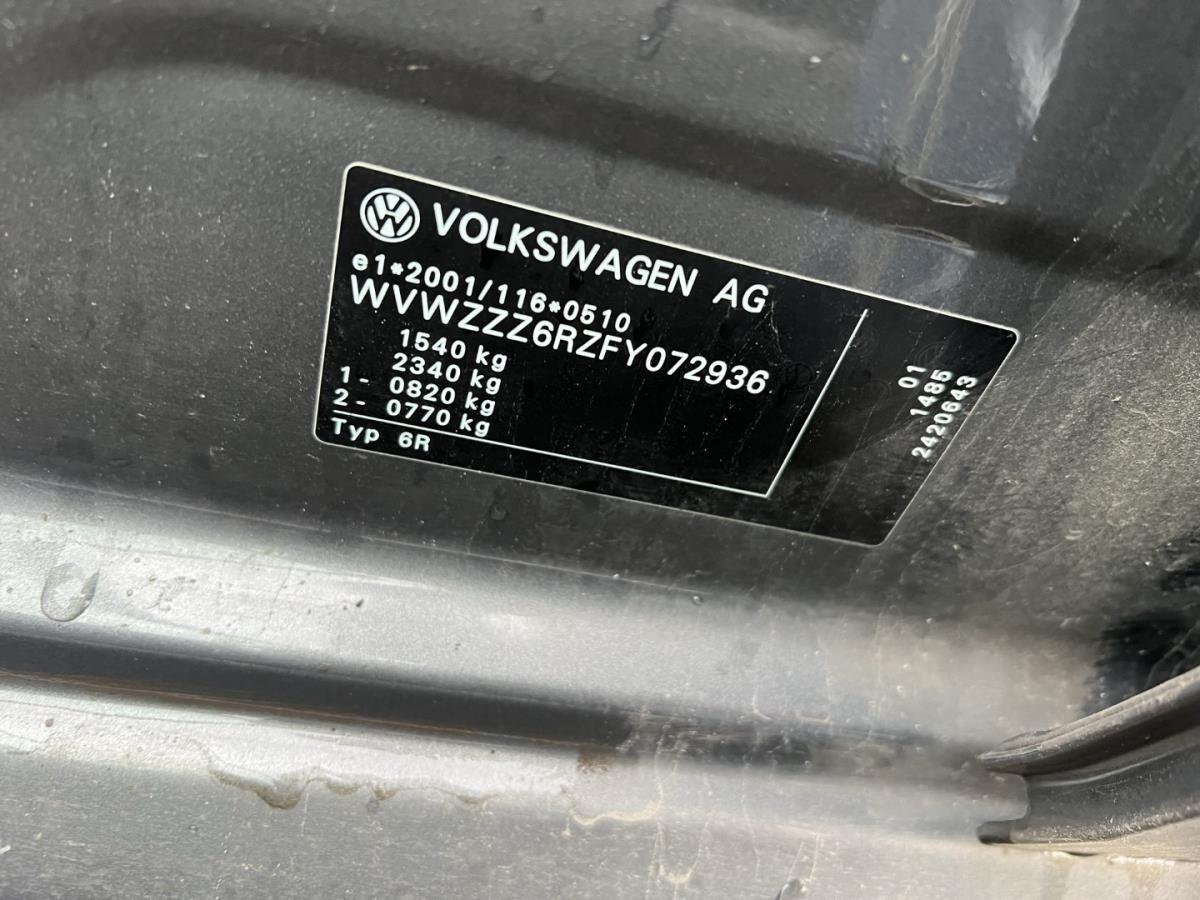 VOLKSWAGEN AG
e1*2001/116*0510
WVWZZZ6RZFY072936
1540 kg
2340 kg
1- 0820 kg
2- 0770 kg
Typ 6R
01
1485
2420643